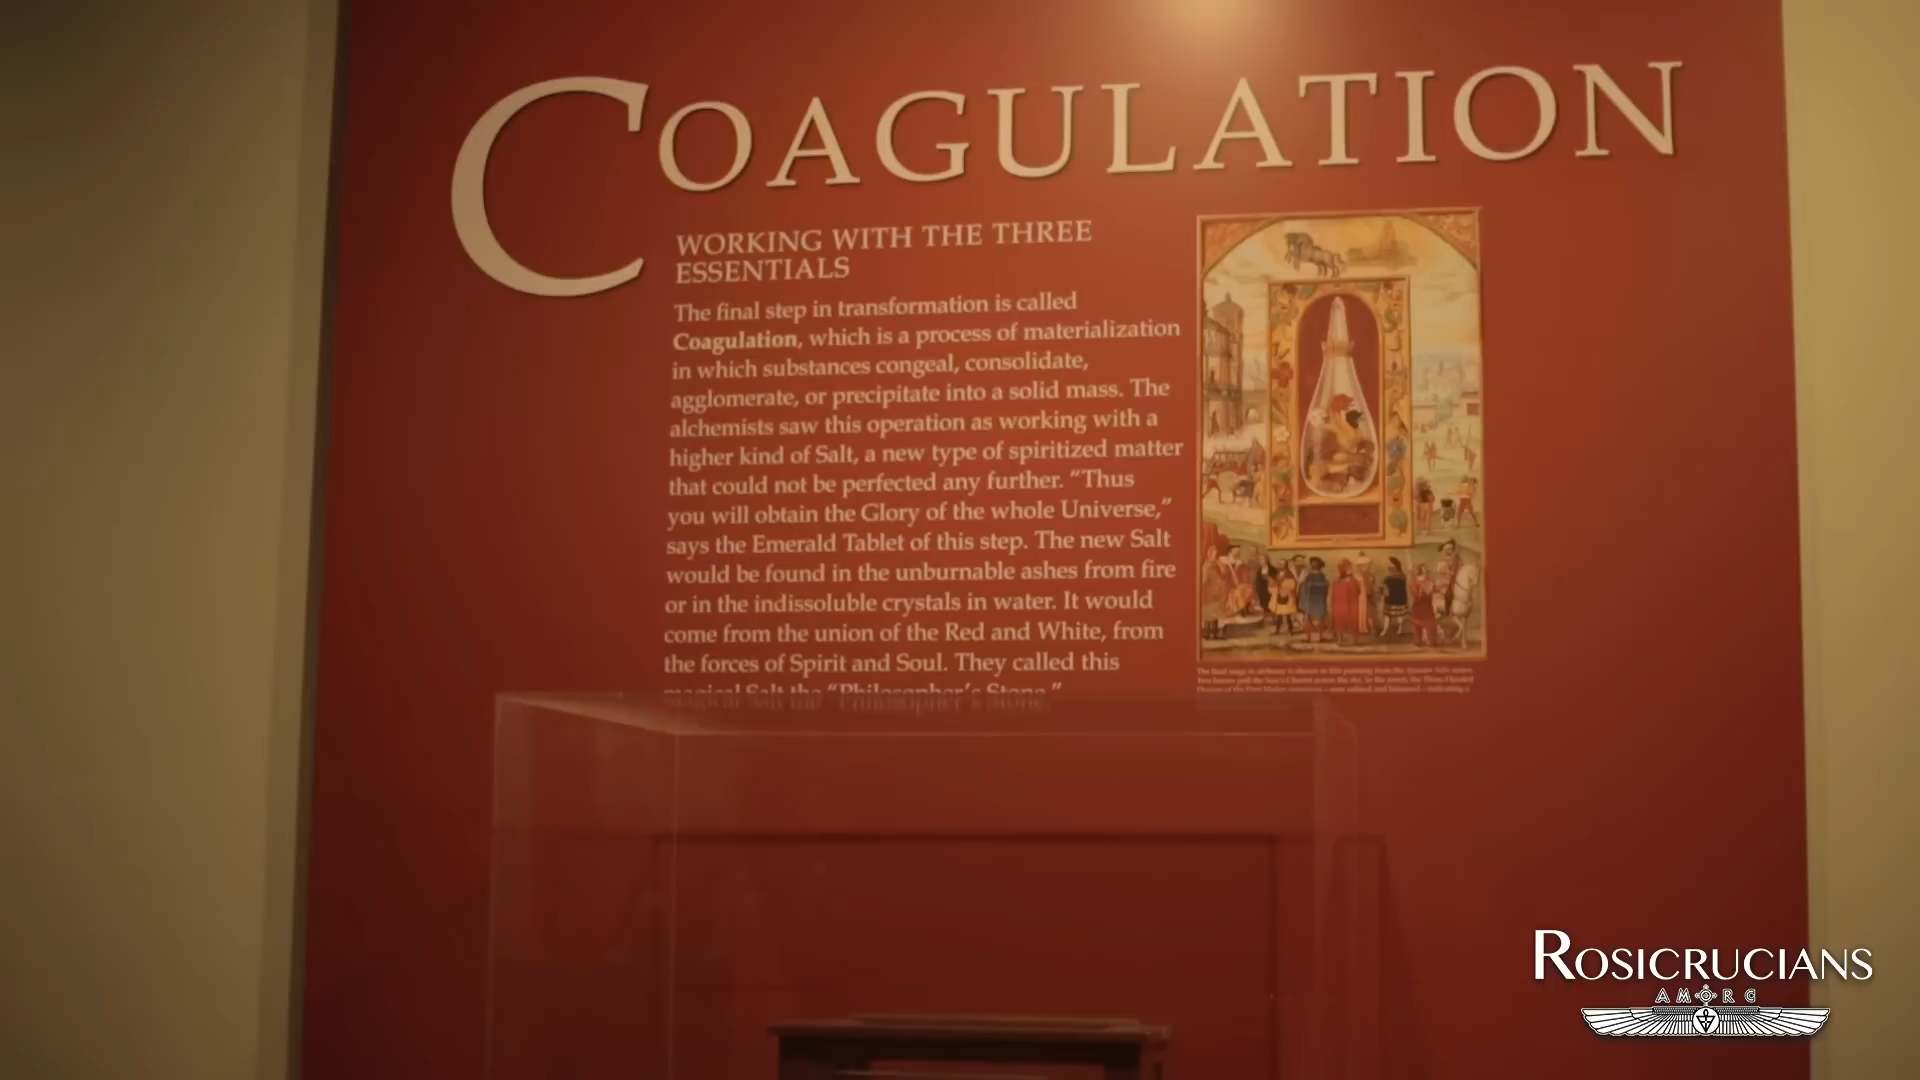 COAGULATION
WORKING WITH THE THREE
ESSENTIALS
The final step in transformation is called
Coagulation, which is a process of materialization
in which substances congeal, consolidate,
agglomerate, or precipitate into a solid mass. The
alchemists saw this operation as working with a
higher kind of Salt, a new type of spiritized matter
that could not be perfected any further. “Thus
you will obtain the Glory of the whole Universe,”
says the Emerald Tablet of this step. The new Salt
would be found in the unburnable ashes from fire
or in the indissoluble crystals in water. It would
come from the union of the Red and White, from
the forces of Spirit and Soul. They called this
magical Salt the “Philosopher’s Stone.”
ROSICRUCIANS
AMORC